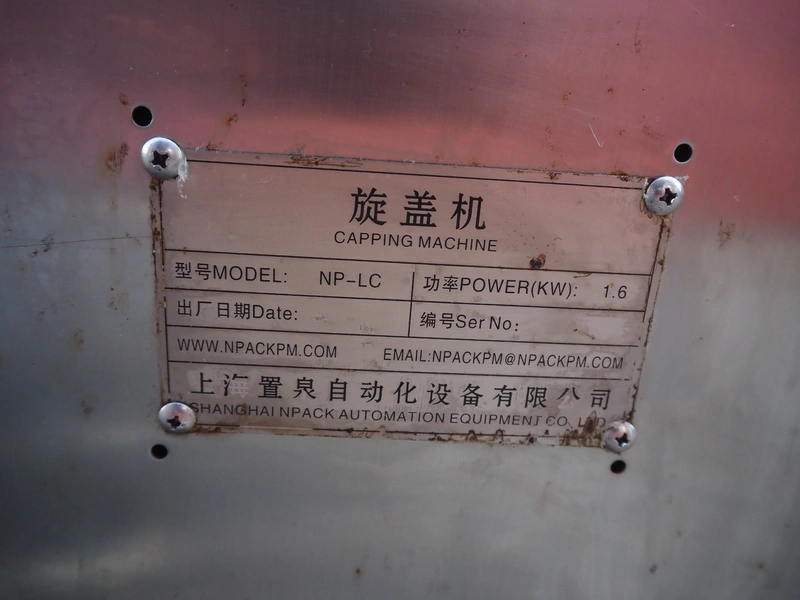 旋盖机
CAPPING MACHINE
型号MODEL: NP-LC 功率POWER(KW): 1.6
出厂日期Date: 编号Ser No:
WWW.NPACKPM.COM EMAIL:NPACKPM@NPACKPM.COM
上海置泉自动化设备有限公司
SHANGHAI NPACK AUTOMATION EQUIPMENT CO. LTD